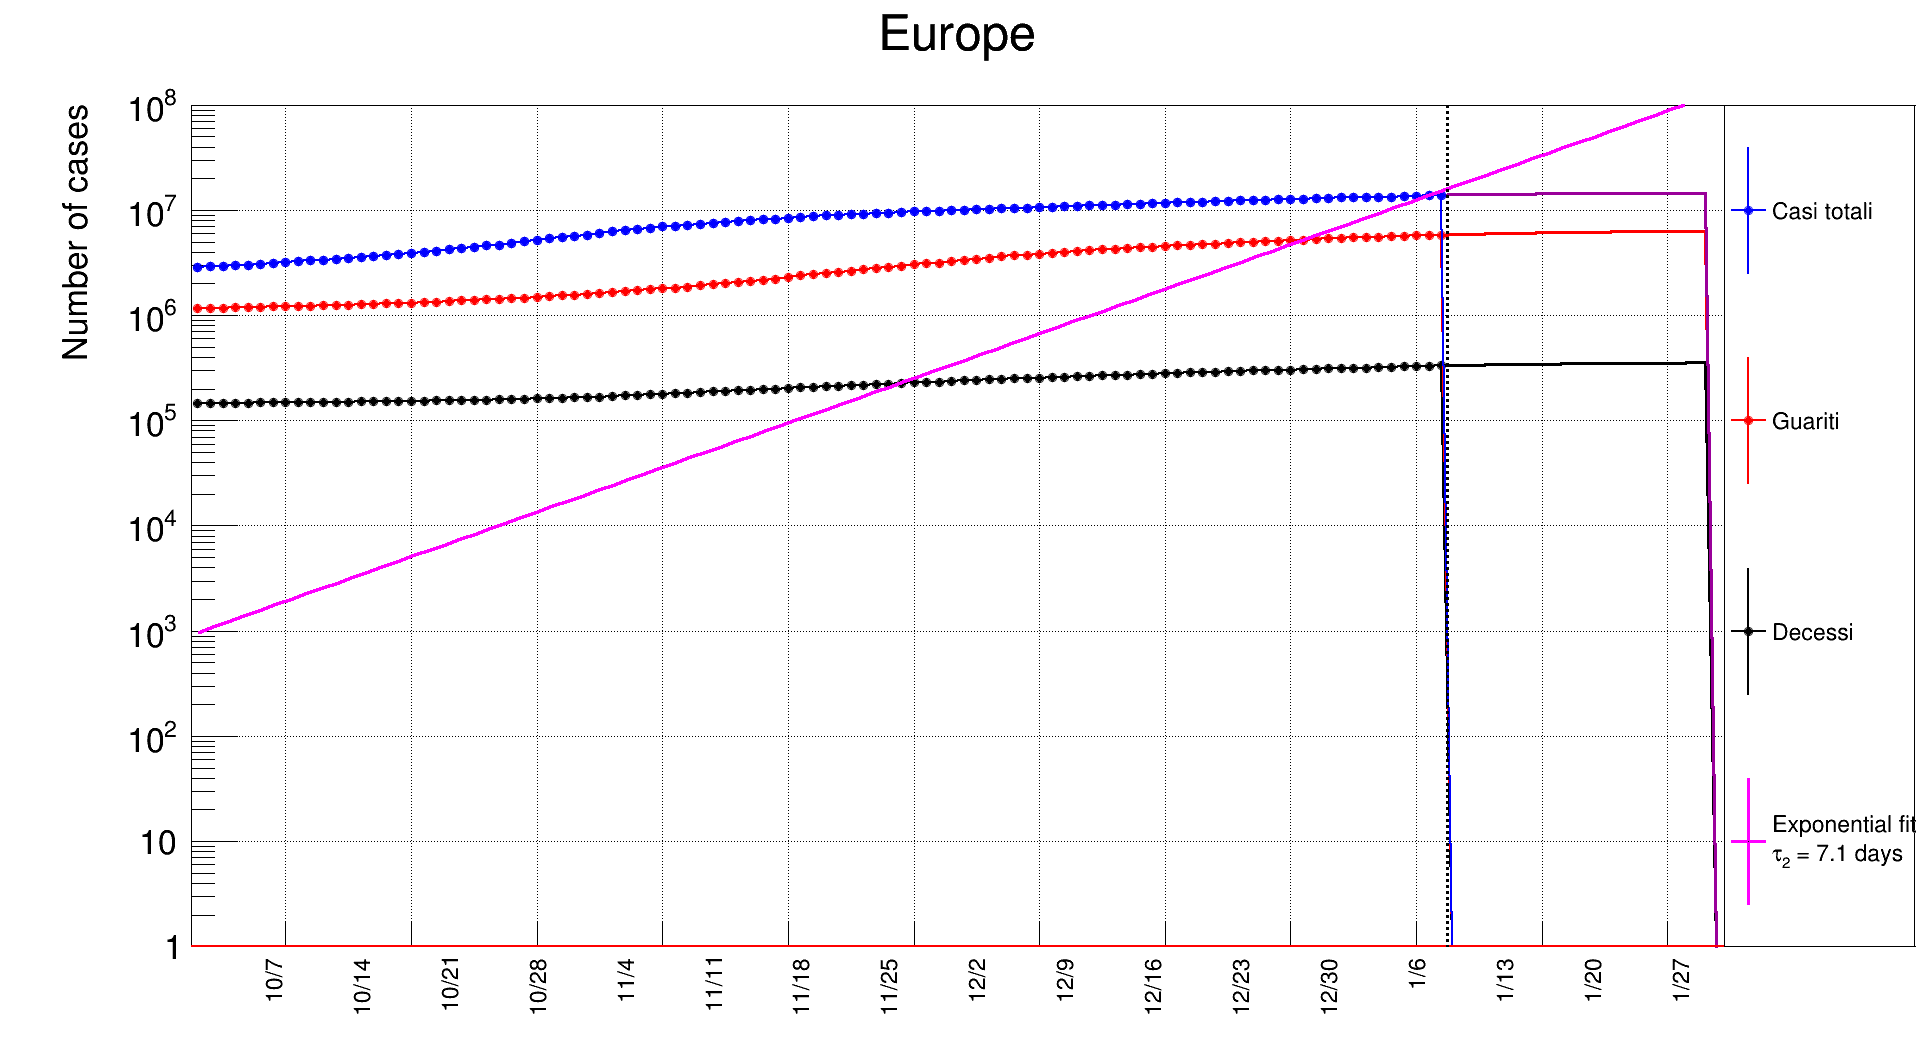 Europe
Number of cases
10^8
10^7
10^6
10^5
10^4
10^3
10^2
10
1
10/7 10/14 10/21 10/28 11/4 11/11 11/18 11/25 12/2 12/9 12/16 12/23 12/30 1/6 1/13 1/20 1/27
Casi totali
Guariti
Decessi
Exponential fit
τ₂ = 7.1 days